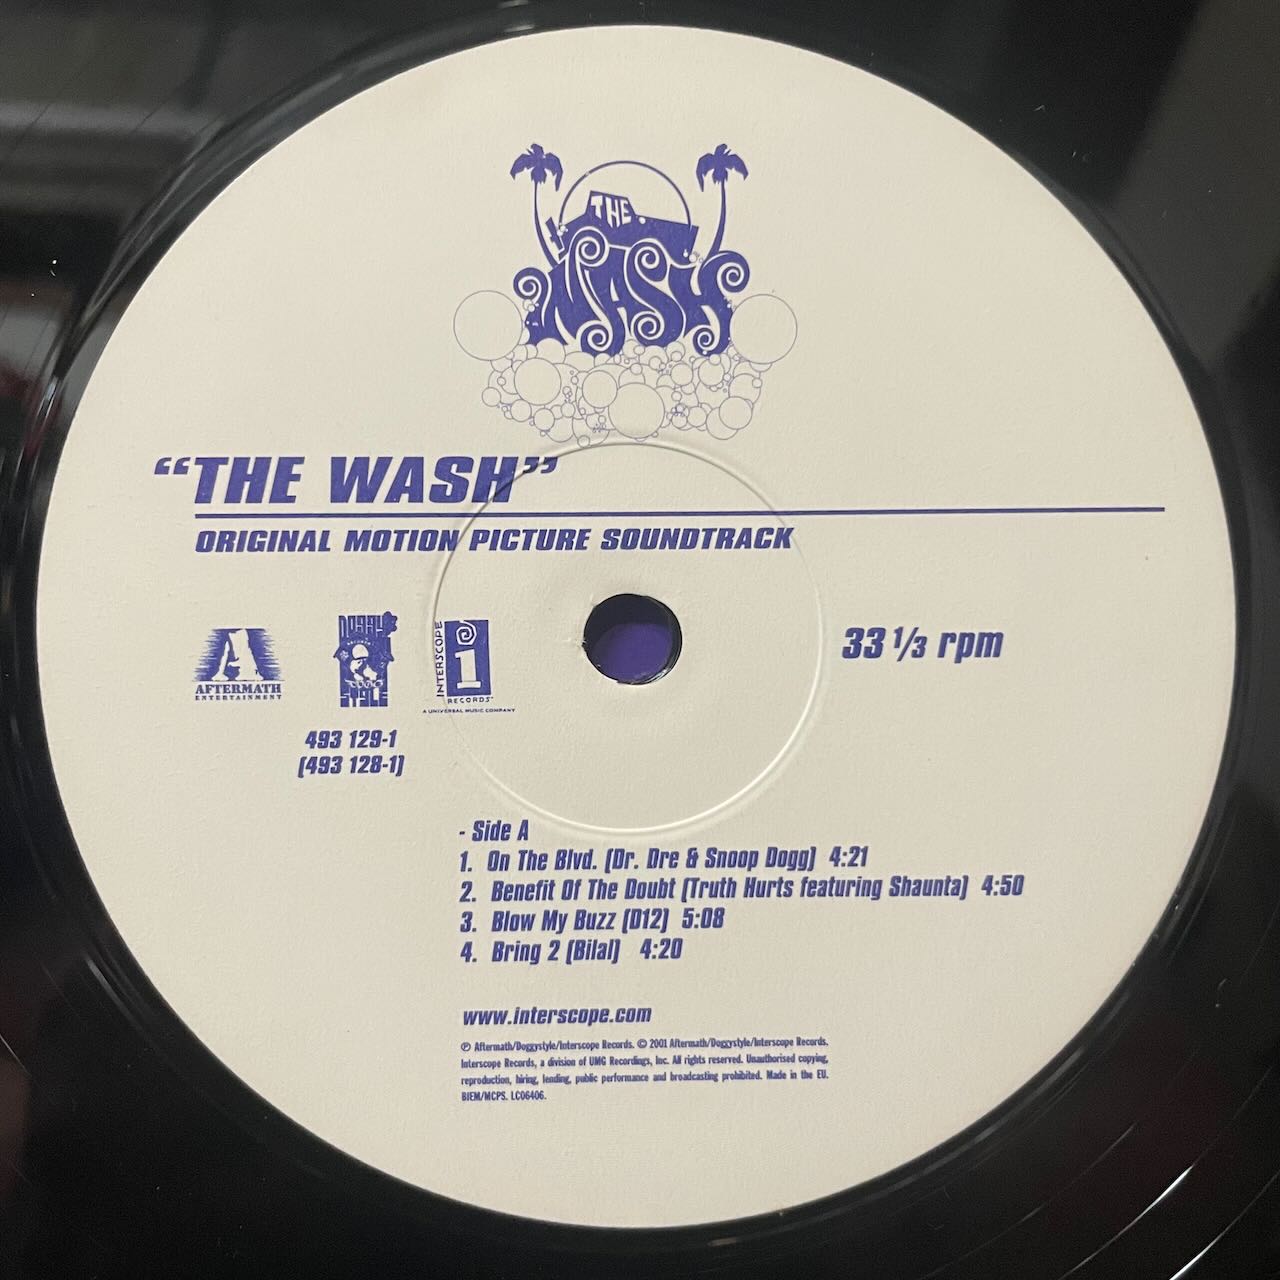 THE
WASH
“THE WASH”
ORIGINAL MOTION PICTURE SOUNDTRACK
A
AFTERMATH
ENTERTAINMENT
DOGGY
STYLE
RECORDS
INTERSCOPE
i
RECORDS
A UNIVERSAL MUSIC COMPANY
33 1/3 rpm
493 129-1
(493 128-1)
- Side A
1. On The Blvd. (Dr. Dre & Snoop Dogg) 4:21
2. Benefit Of The Doubt (Truth Hurts featuring Shaunta) 4:50
3. Blow My Buzz (D12) 5:08
4. Bring 2 (Bilal) 4:20
www.interscope.com
℗ Aftermath/Doggystyle/Interscope Records. © 2001 Aftermath/Doggystyle/Interscope Records.
Interscope Records, a division of UMG Recordings, Inc. All rights reserved. Unauthorised copying,
reproduction, hiring, lending, public performance and broadcasting prohibited. Made in the EU.
BIEM/MCPS. LC06406.